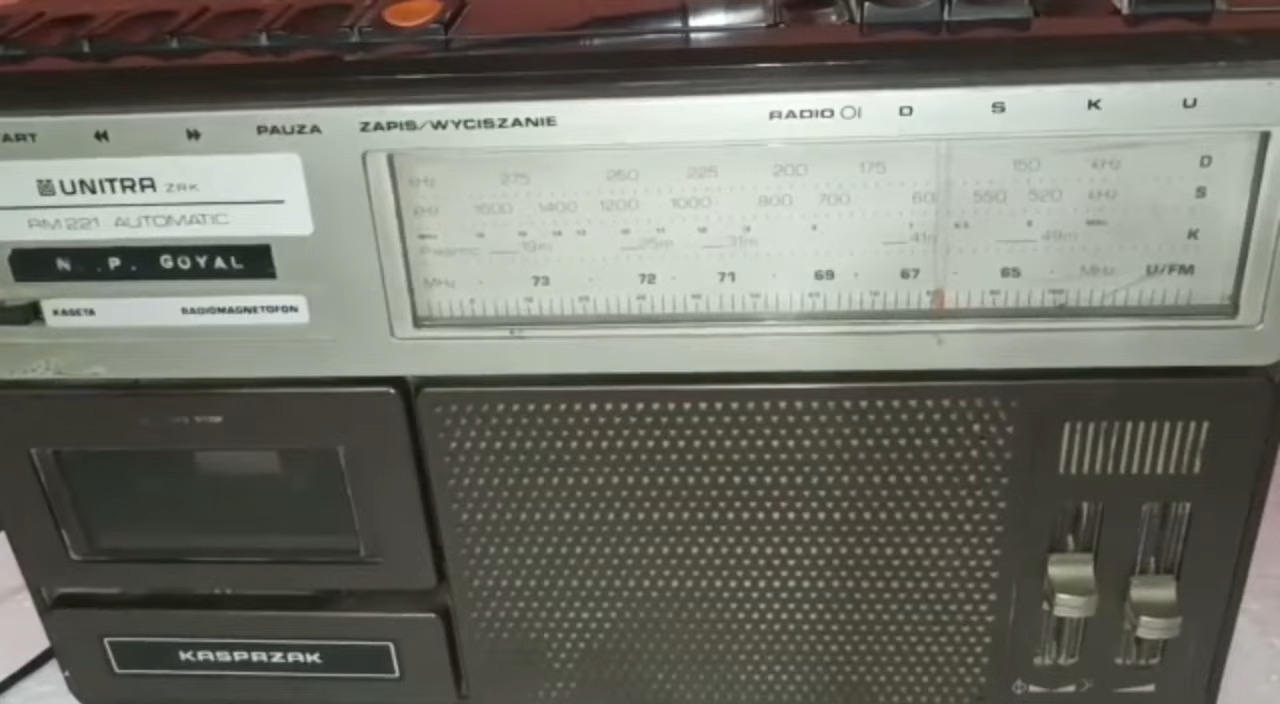 ART PAUZA ZAPIS/WYCISZANIE RADIO D S K U
UNITRA ZRK
RM 221 AUTOMATIC
N. P. GOYAL
KASETA RADIOMAGNETOFON
kHz 275 250 225 200 175 150 kHz D
kHz 1600 1400 1200 1000 800 700 60 550 520 kHz S
19m 25m 31m 41m 49m K
MHz 73 72 71 69 67 65 MHz U/FM
KASPRZAK